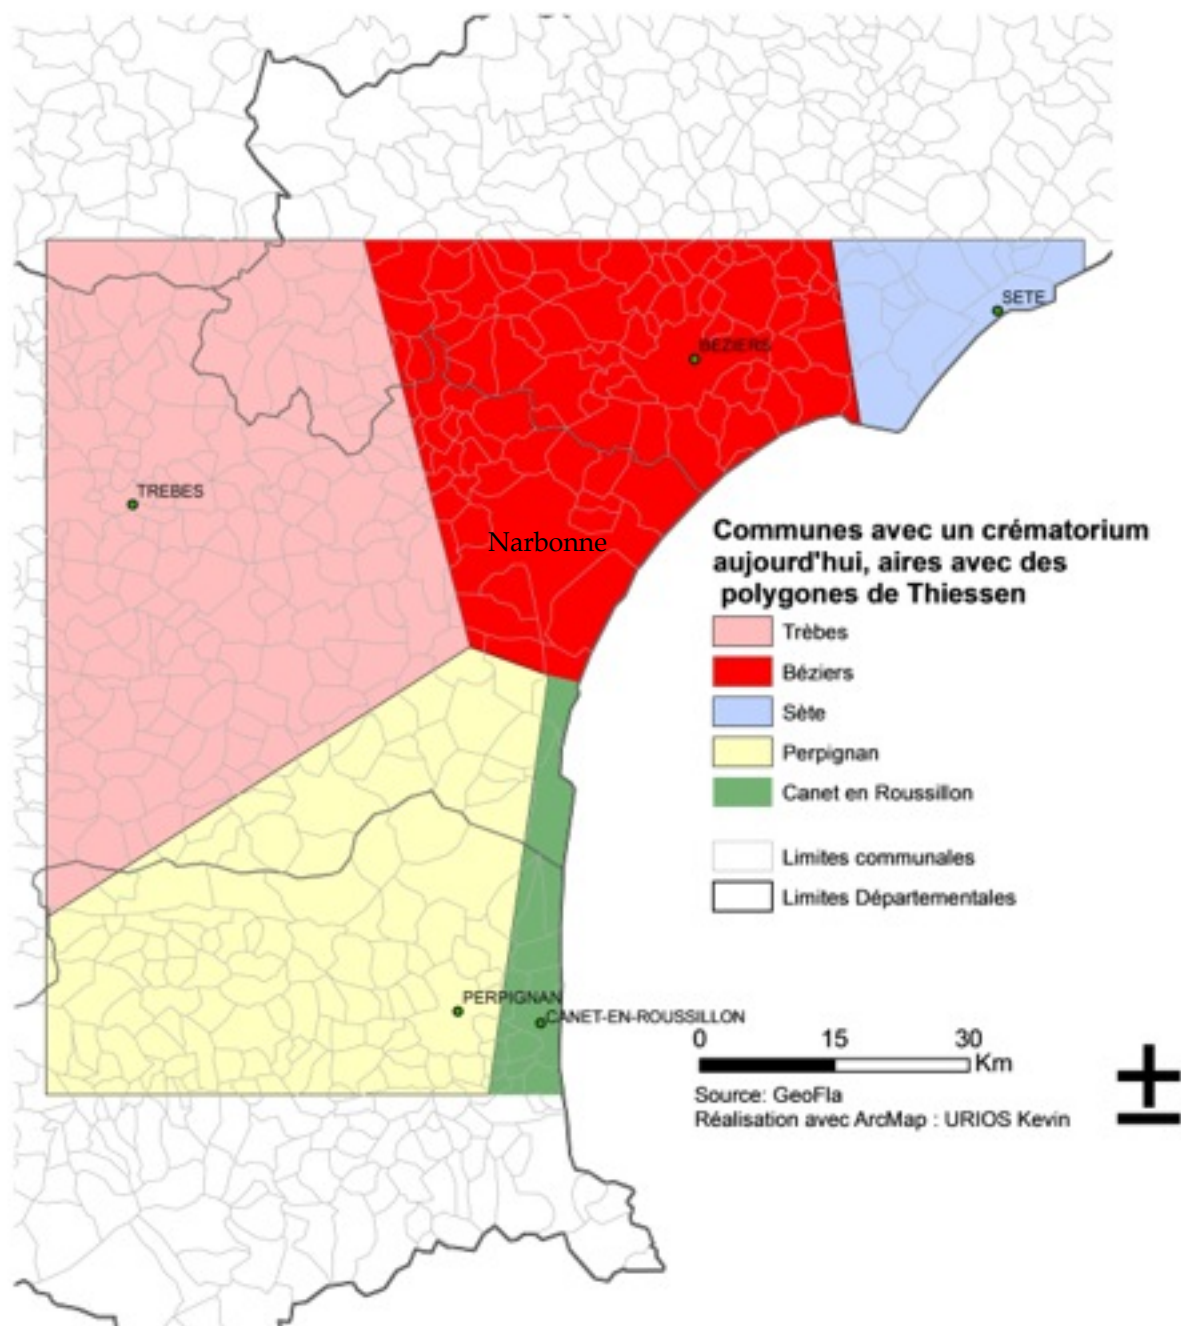 SETE
BEZIERS
TREBES
Narbonne
Communes avec un crématorium
aujourd'hui, aires avec des
polygones de Thiessen
Trèbes
Béziers
Sète
Perpignan
Canet en Roussillon
Limites communales
Limites Départementales
PERPIGNAN
CANET-EN-ROUSSILLON
0 15 30
Km
Source: GeoFla
Réalisation avec ArcMap : URIOS Kevin